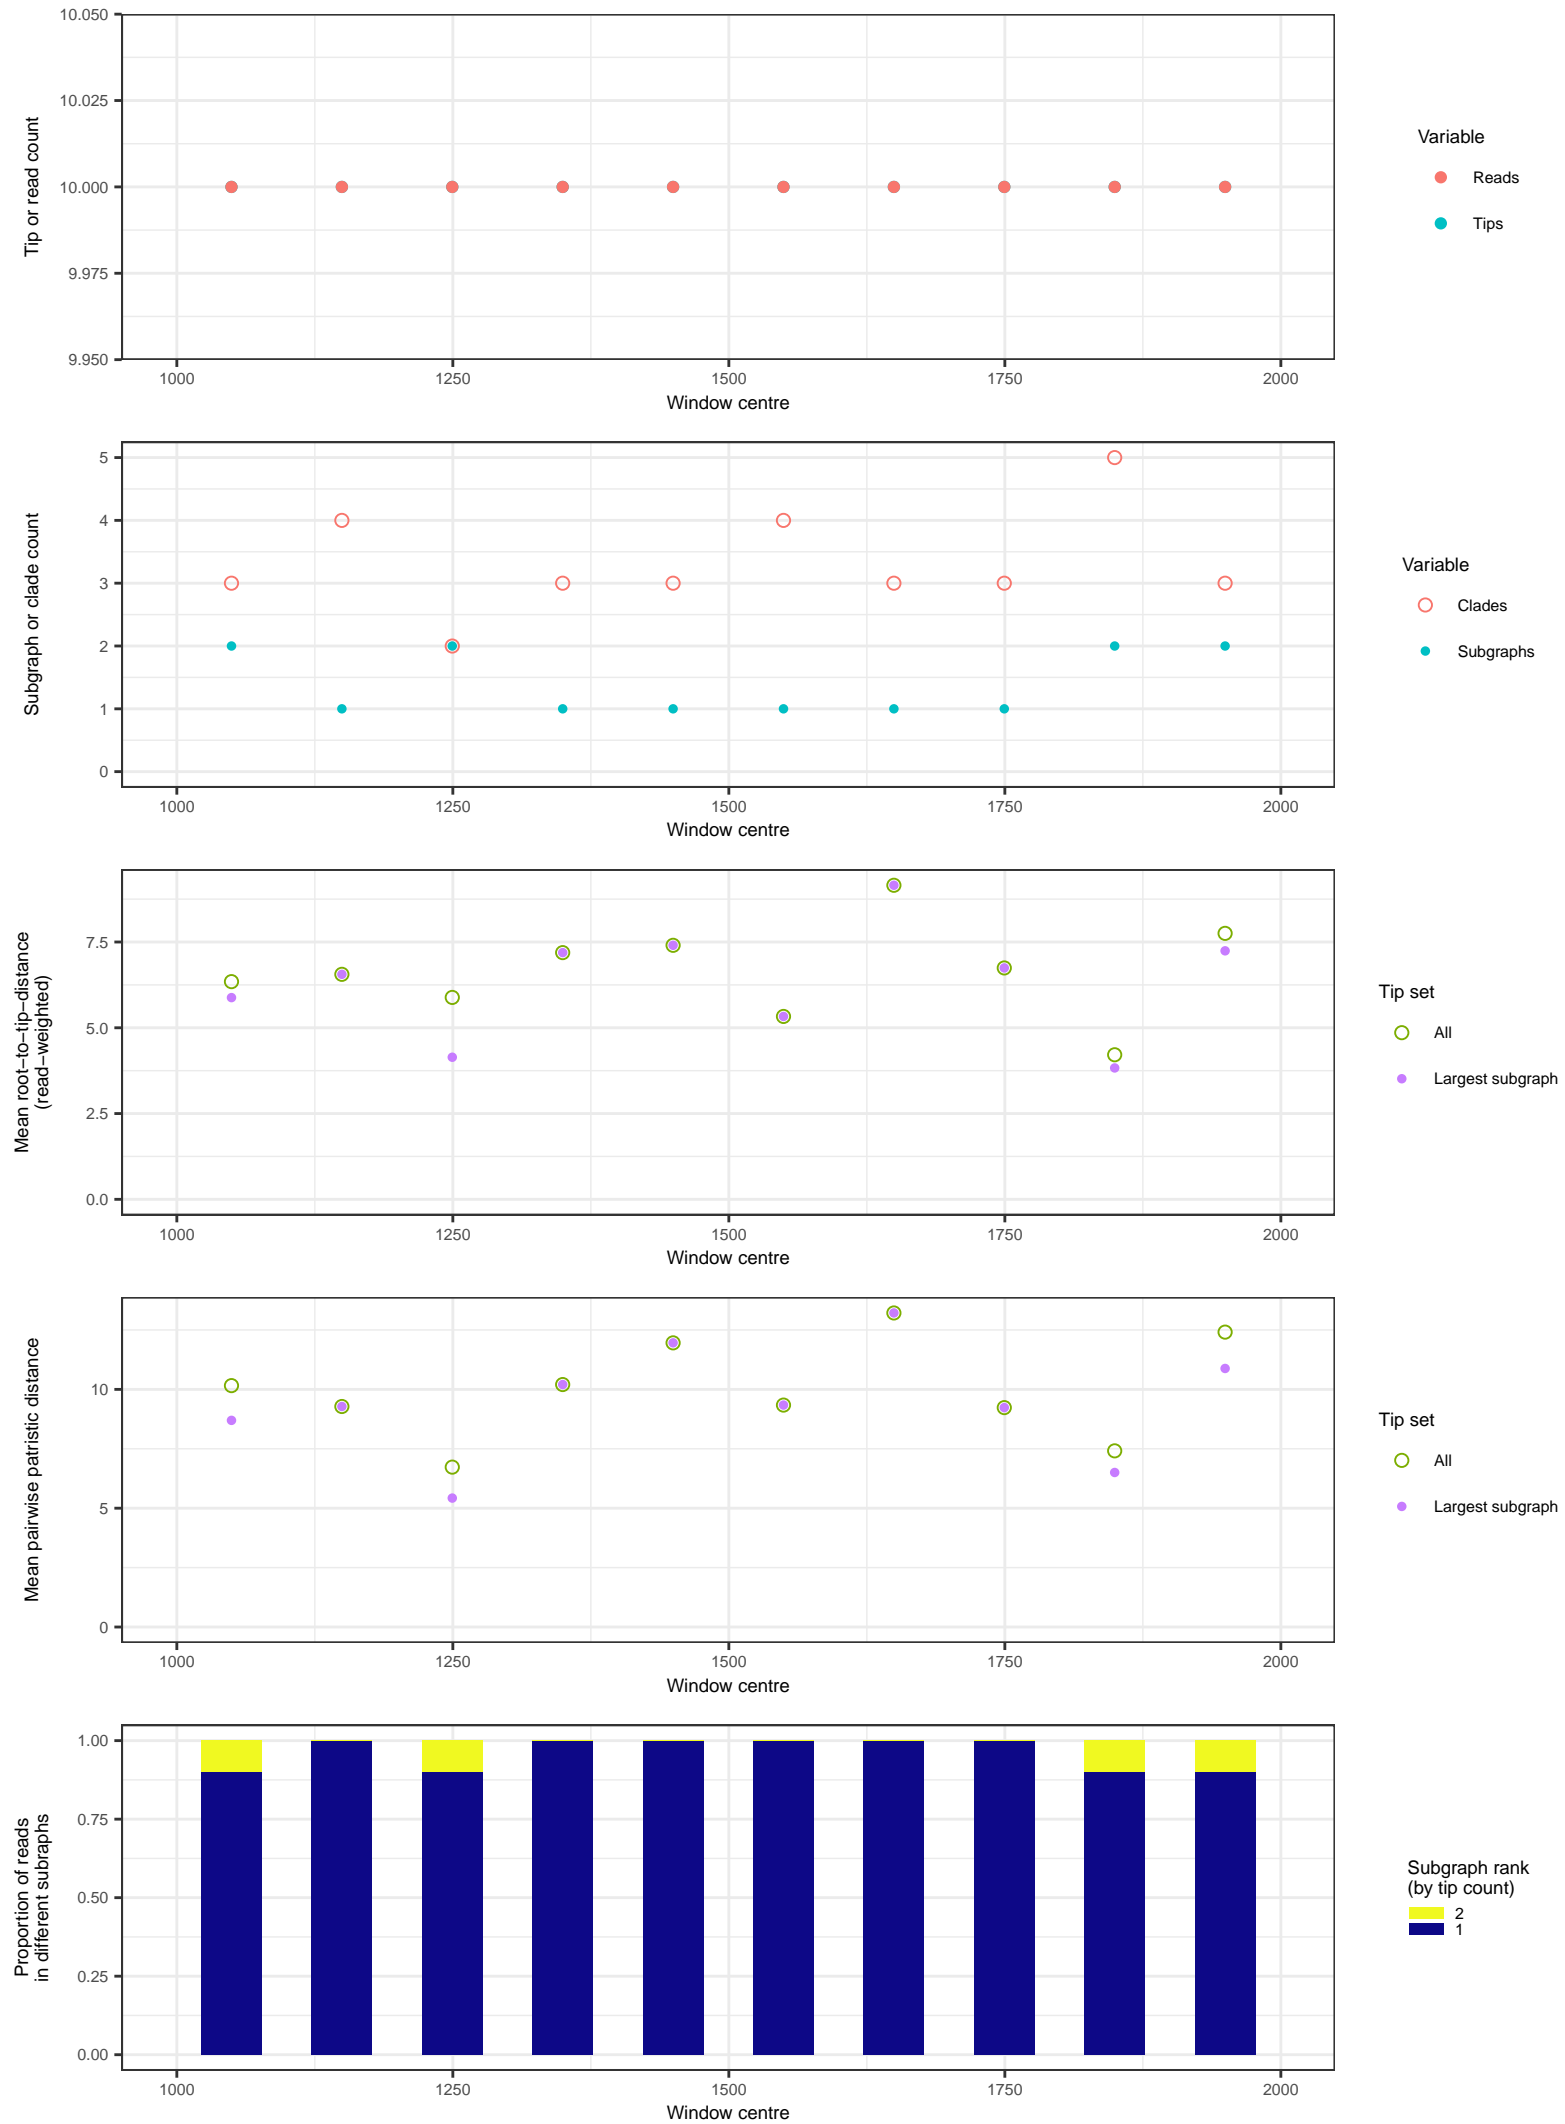 10.050
10.025
10.000
9.975
9.950
Tip or read count
1000 1250 1500 1750 2000
Window centre
Variable
Reads
Tips
5
4
3
2
1
0
Subgraph or clade count
1000 1250 1500 1750 2000
Window centre
Variable
Clades
Subgraphs
7.5
5.0
2.5
0.0
Mean root−to−tip−distance
(read−weighted)
1000 1250 1500 1750 2000
Window centre
Tip set
All
Largest subgraph
10
5
0
Mean pairwise patristic distance
1000 1250 1500 1750 2000
Window centre
Tip set
All
Largest subgraph
1.00
0.75
0.50
0.25
0.00
Proportion of reads
in different subraphs
1000 1250 1500 1750 2000
Window centre
Subgraph rank
(by tip count)
2
1